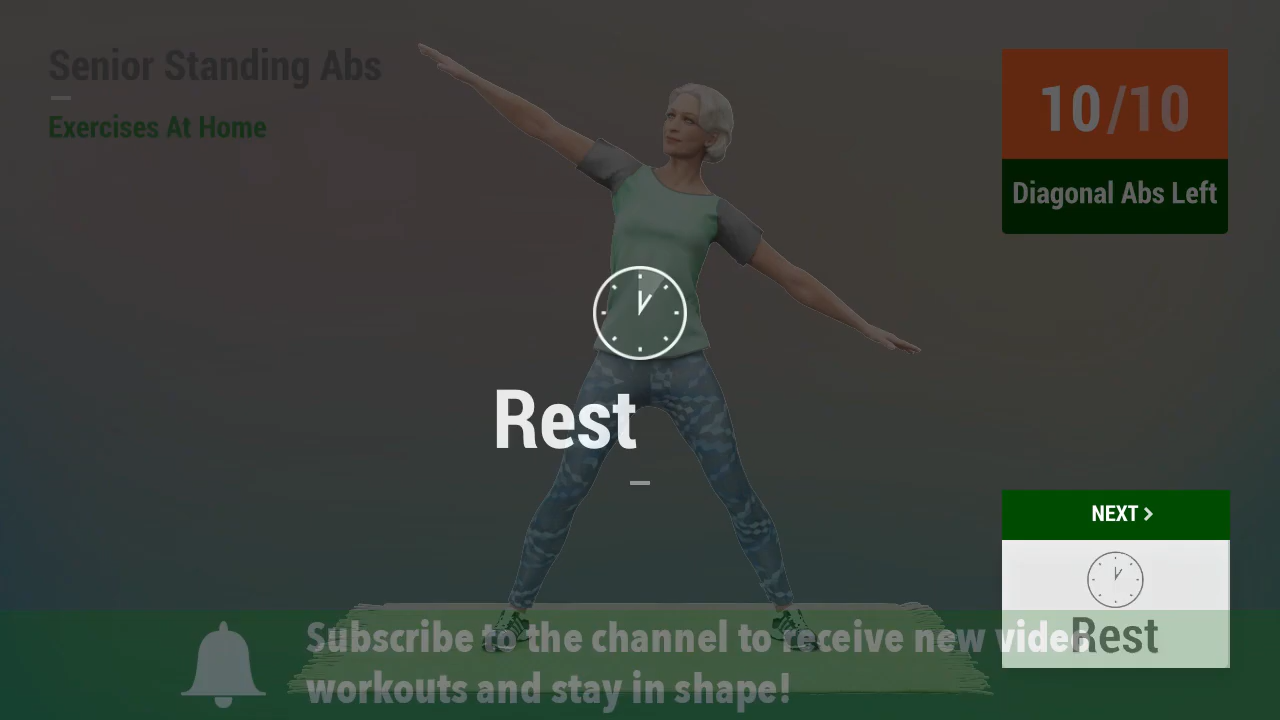 Senior Standing Abs
Exercises At Home
10/10
Diagonal Abs Left
Rest
NEXT >
Rest
Subscribe to the channel to receive new video
workouts and stay in shape!